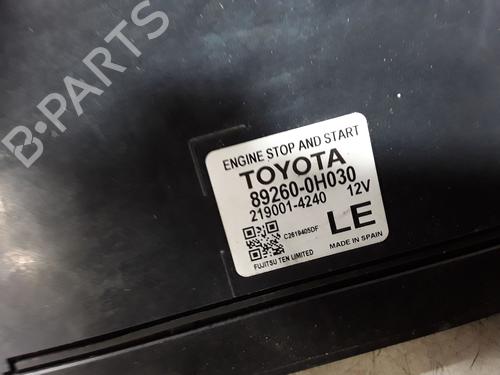 B-PARTS
ENGINE STOP AND START
TOYOTA
89260-0H030
219001-4240 12V
C2619405DF
LE
FUJITSU TEN LIMITED
MADE IN SPAIN